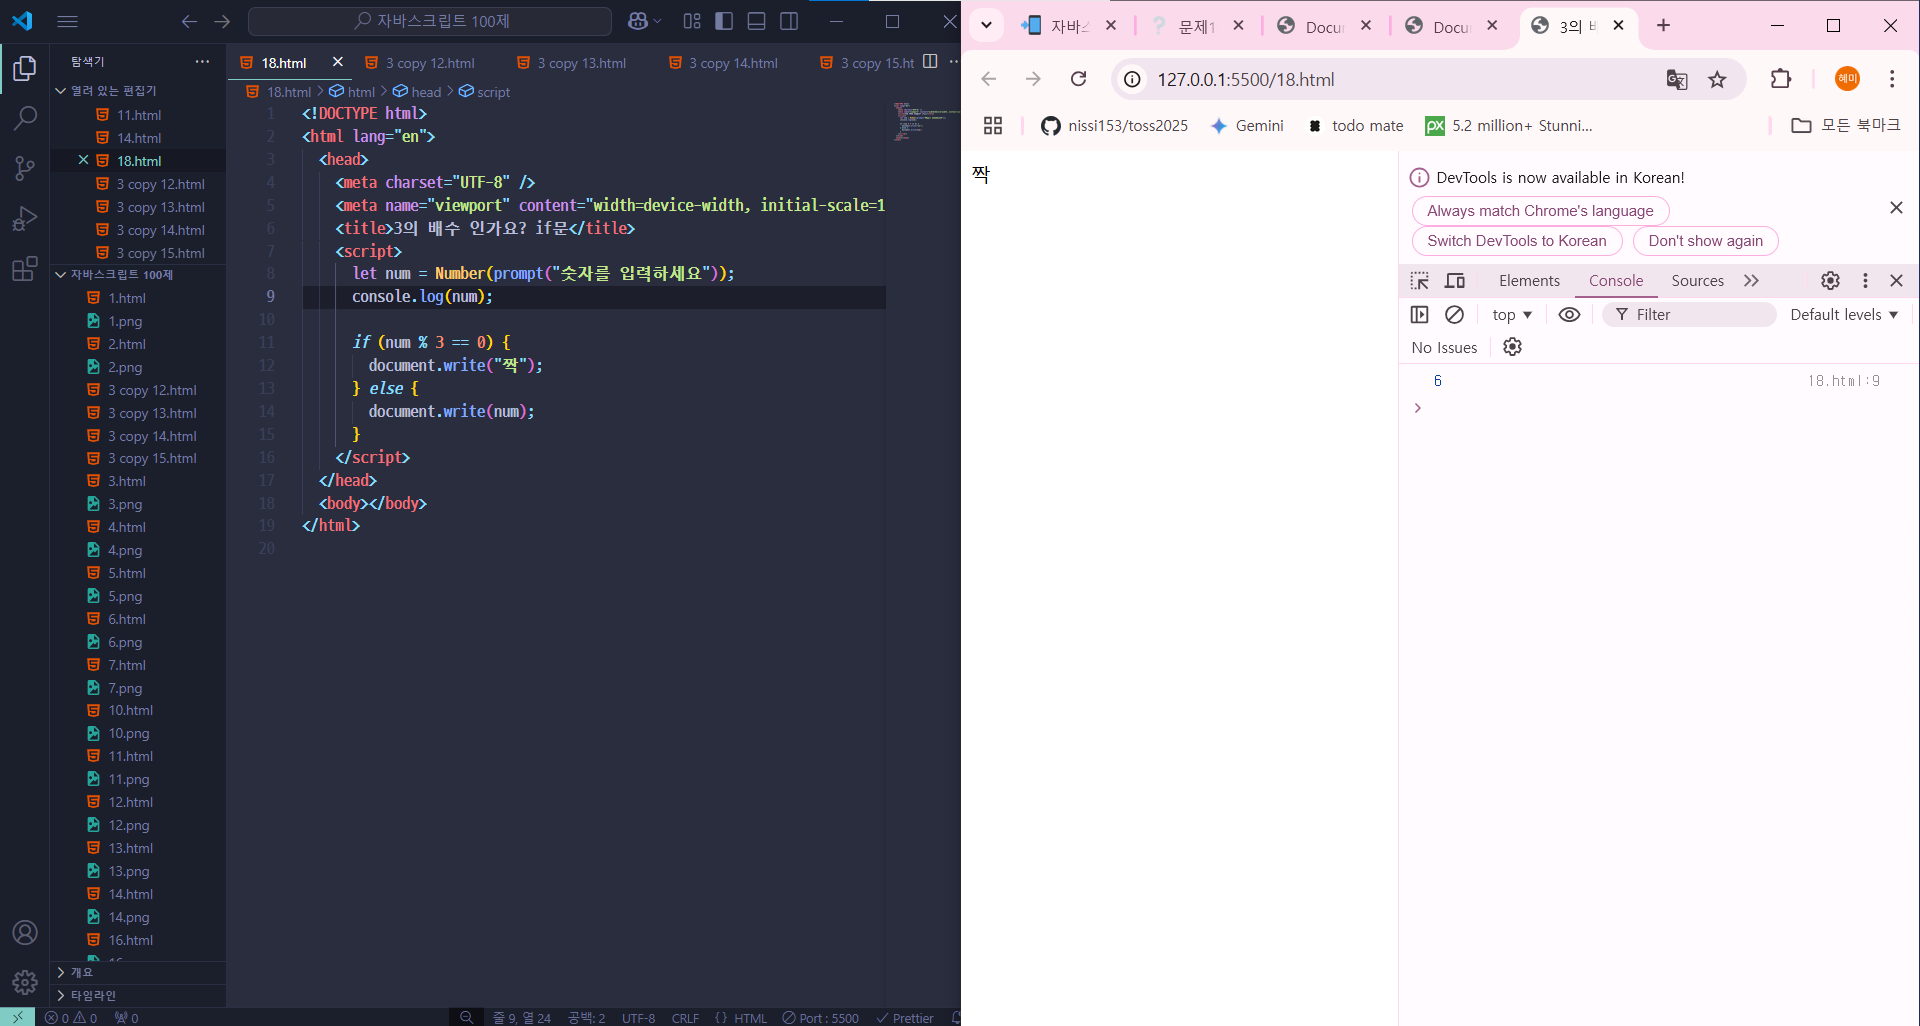 자바스크립트 100제
탐색기
열려 있는 편집기
11.html
14.html
18.html
3 copy 12.html
3 copy 13.html
3 copy 14.html
3 copy 15.html
자바스크립트 100제
1.html
1.png
2.html
2.png
3 copy 12.html
3 copy 13.html
3 copy 14.html
3 copy 15.html
3.html
3.png
4.html
4.png
5.html
5.png
6.html
6.png
7.html
7.png
10.html
10.png
11.html
11.png
12.html
12.png
13.html
13.png
14.html
14.png
16.html
개요
타임라인
18.html 3 copy 12.html 3 copy 13.html 3 copy 14.html 3 copy 15.ht
18.html > html > head > script
1 <!DOCTYPE html>
2 <html lang="en">
3 <head>
4 <meta charset="UTF-8" />
5 <meta name="viewport" content="width=device-width, initial-scale=1
6 <title>3의 배수 인가요? if문</title>
7 <script>
8 let num = Number(prompt("숫자를 입력하세요"));
9 console.log(num);
10
11 if (num % 3 == 0) {
12 document.write("짝");
13 } else {
14 document.write(num);
15 }
16 </script>
17 </head>
18 <body></body>
19 </html>
20
0 0 0 줄 9, 열 24 공백: 2 UTF-8 CRLF {} HTML Port : 5500 Prettier
자바스 문제1 Docu Docu 3의 ㅂ
127.0.0.1:5500/18.html 혜미
nissi153/toss2025 Gemini todo mate px 5.2 million+ Stunni... 모든 북마크
짝
DevTools is now available in Korean!
Always match Chrome's language
Switch DevTools to Korean Don't show again
Elements Console Sources
top Filter Default levels
No Issues
6 18.html:9